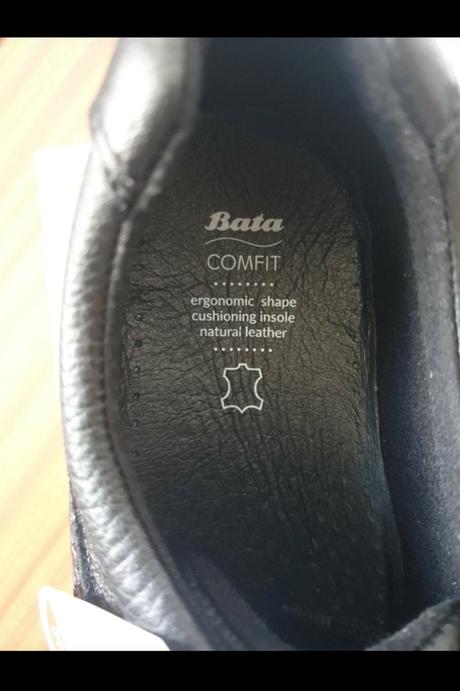 Bata
COMFIT
ergonomic shape
cushioning insole
natural leather